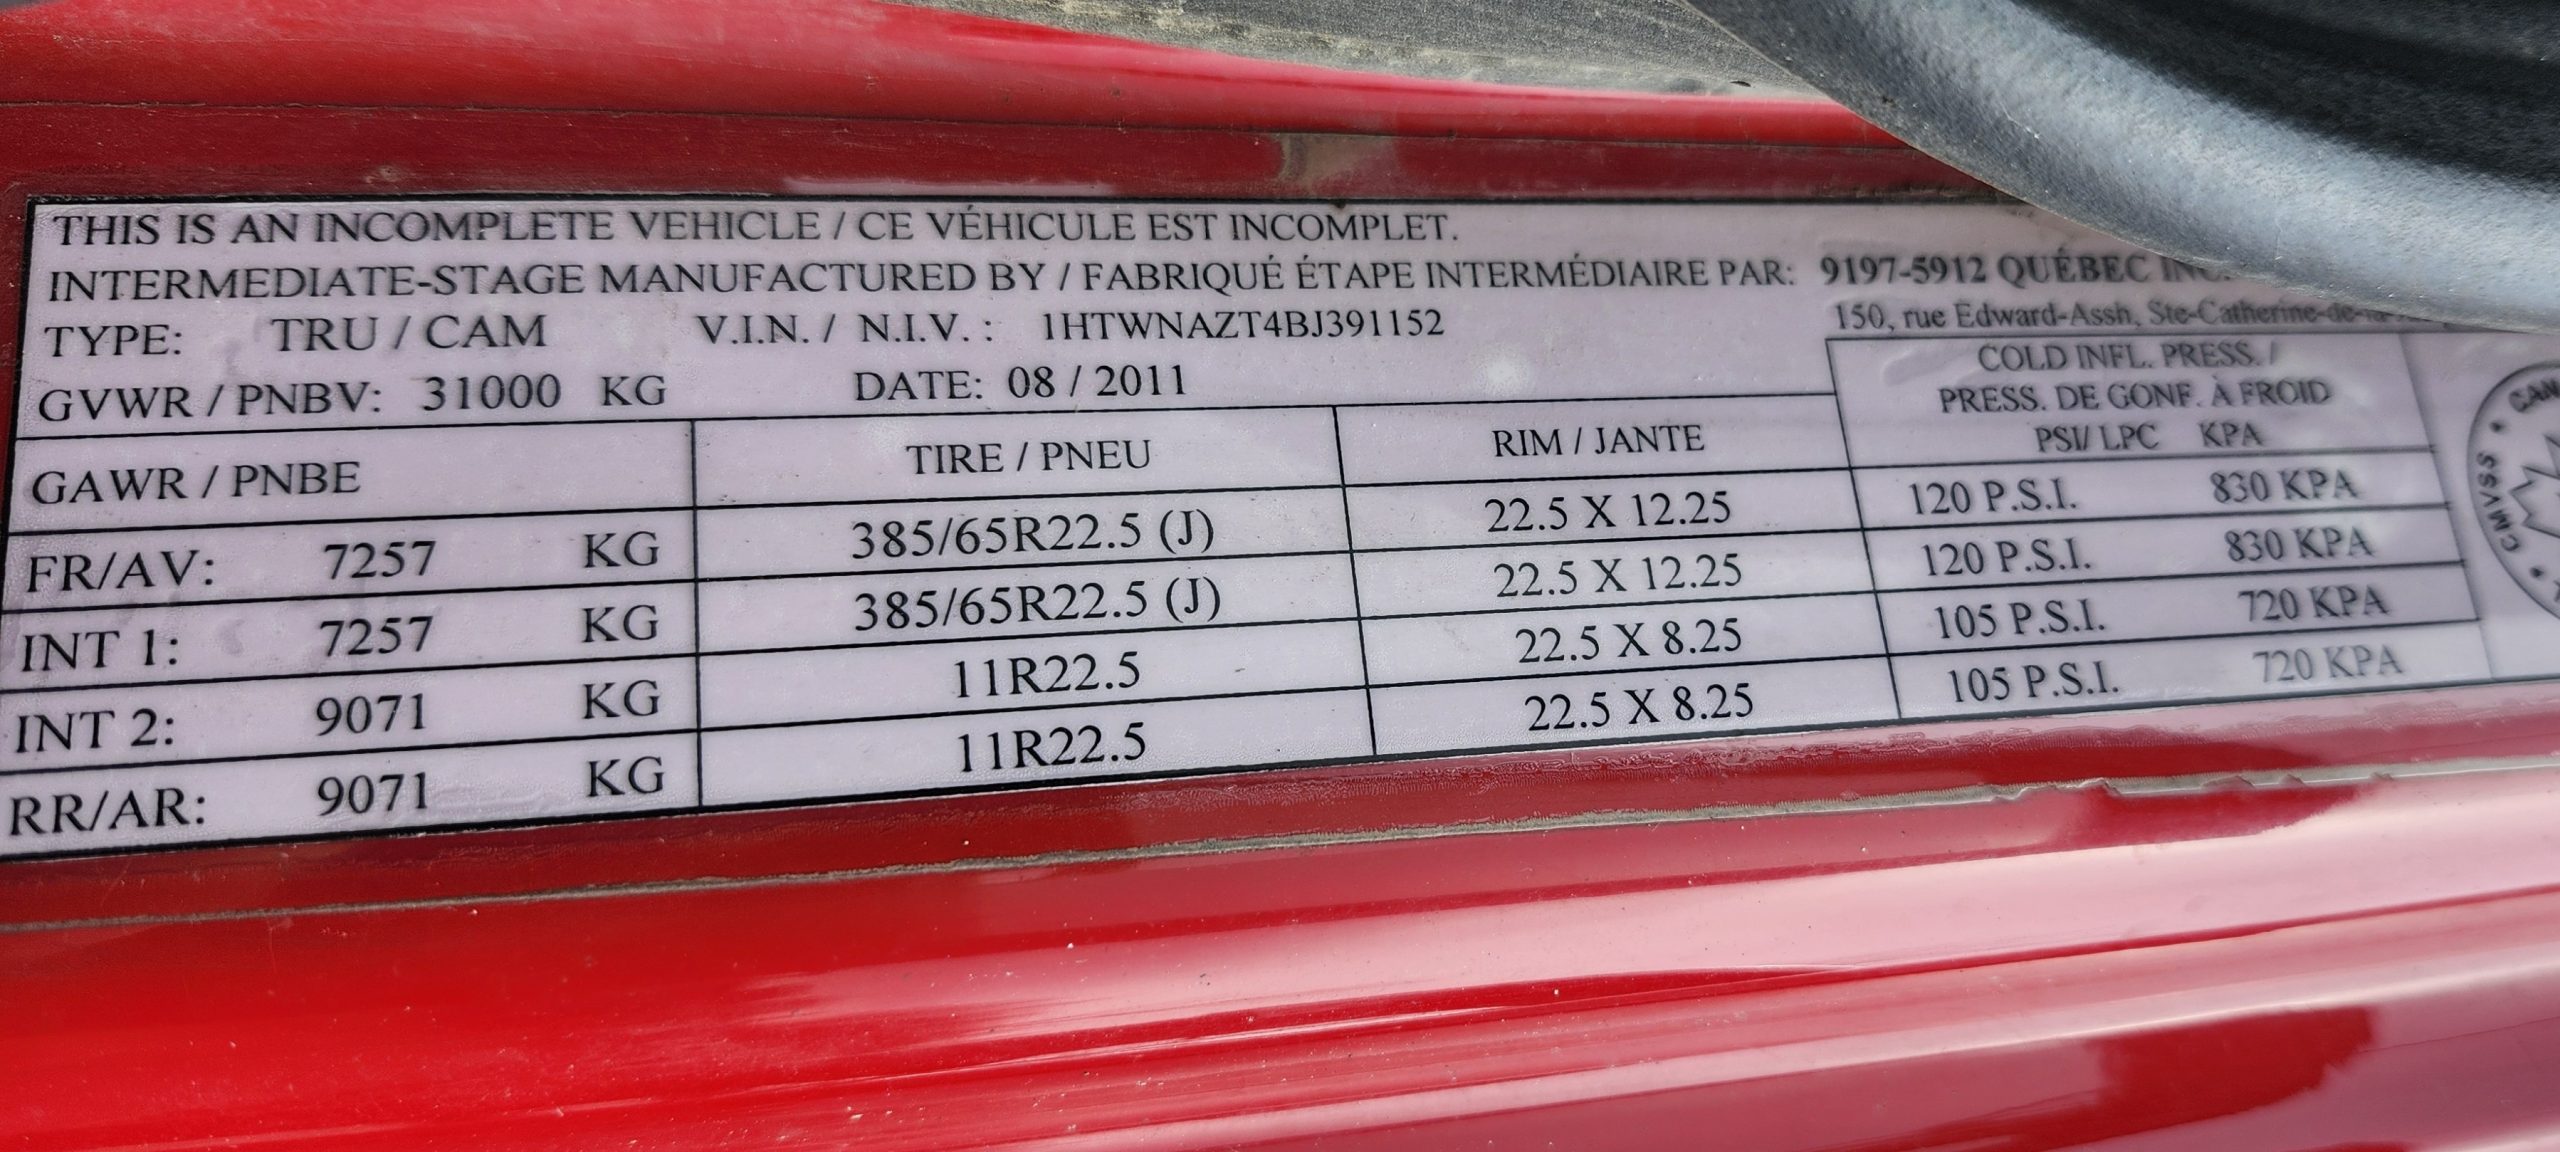 THIS IS AN INCOMPLETE VEHICLE / CE VÉHICULE EST INCOMPLET.
INTERMEDIATE-STAGE MANUFACTURED BY / FABRIQUÉ ÉTAPE INTERMÉDIAIRE PAR: 9197-5912 QUÉBEC INC.
150, rue Edward-Assh, Ste-Catherine-de-la-
TYPE: TRU / CAM V.I.N. / N.I.V. : 1HTWNAZT4BJ391152
GVWR / PNBV: 31000 KG DATE: 08 / 2011
COLD INFL. PRESS. /
PRESS. DE GONF. À FROID
GAWR / PNBE TIRE / PNEU RIM / JANTE PSI/ LPC KPA
FR/AV: 7257 KG 385/65R22.5 (J) 22.5 X 12.25 120 P.S.I. 830 KPA
INT 1: 7257 KG 385/65R22.5 (J) 22.5 X 12.25 120 P.S.I. 830 KPA
INT 2: 9071 KG 11R22.5 22.5 X 8.25 105 P.S.I. 720 KPA
RR/AR: 9071 KG 11R22.5 22.5 X 8.25 105 P.S.I. 720 KPA
CMVSS